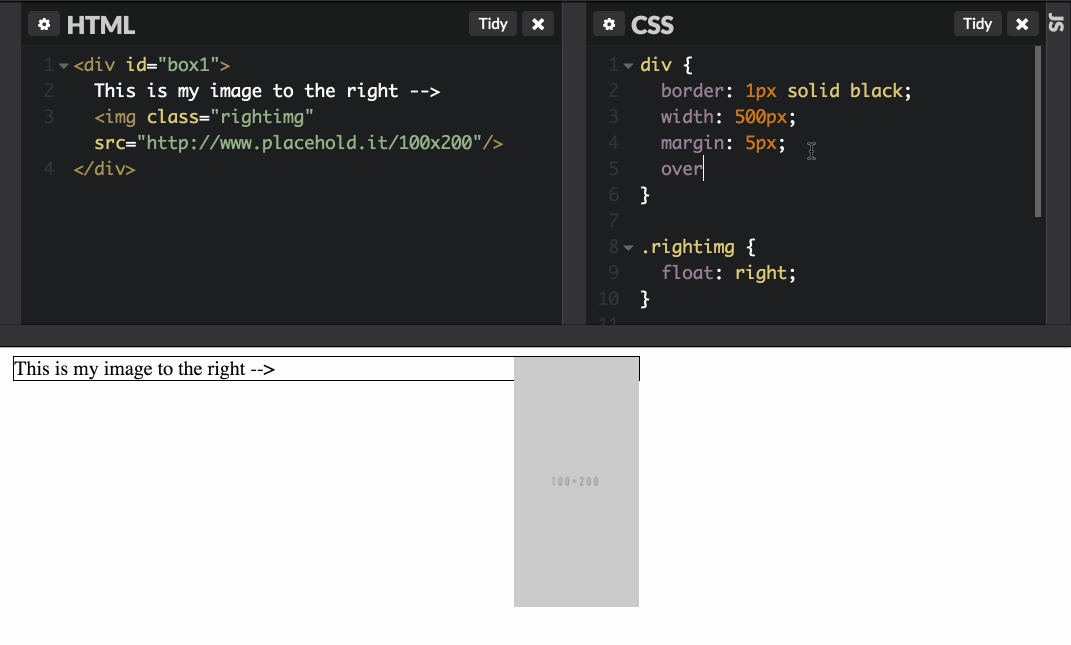 HTML
Tidy
1 <div id="box1">
2 This is my image to the right -->
3 <img class="rightimg"
src="http://www.placehold.it/100x200"/>
4 </div>
CSS
Tidy
JS
1 div {
2 border: 1px solid black;
3 width: 500px;
4 margin: 5px;
5 over
6 }
7
8 .rightimg {
9 float: right;
10 }
11
This is my image to the right -->
100×200